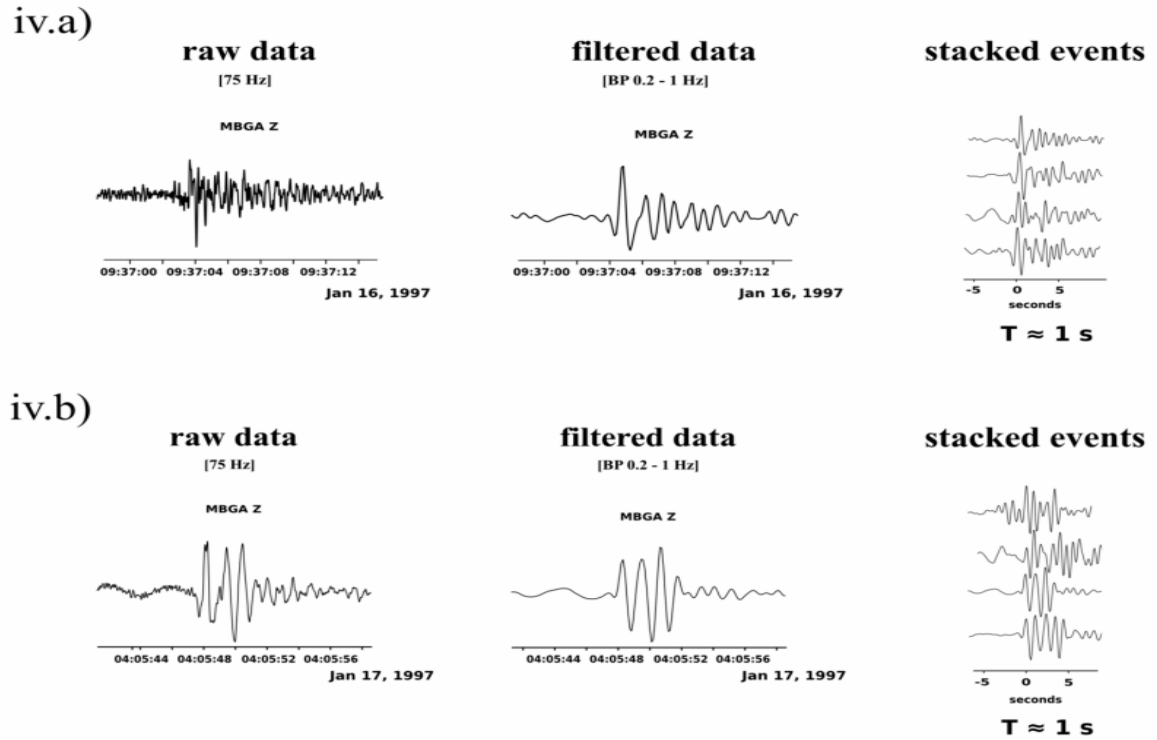 iv.a)
raw data filtered data stacked events
[75 Hz] [BP 0.2 - 1 Hz]
MBGA Z MBGA Z
09:37:00 09:37:04 09:37:08 09:37:12 09:37:00 09:37:04 09:37:08 09:37:12 -5 0 5
Jan 16, 1997 Jan 16, 1997 seconds
T ≈ 1 s
iv.b)
raw data filtered data stacked events
[75 Hz] [BP 0.2 - 1 Hz]
MBGA Z MBGA Z
04:05:44 04:05:48 04:05:52 04:05:56 04:05:44 04:05:48 04:05:52 04:05:56 -5 0 5
Jan 17, 1997 Jan 17, 1997 seconds
T ≈ 1 s